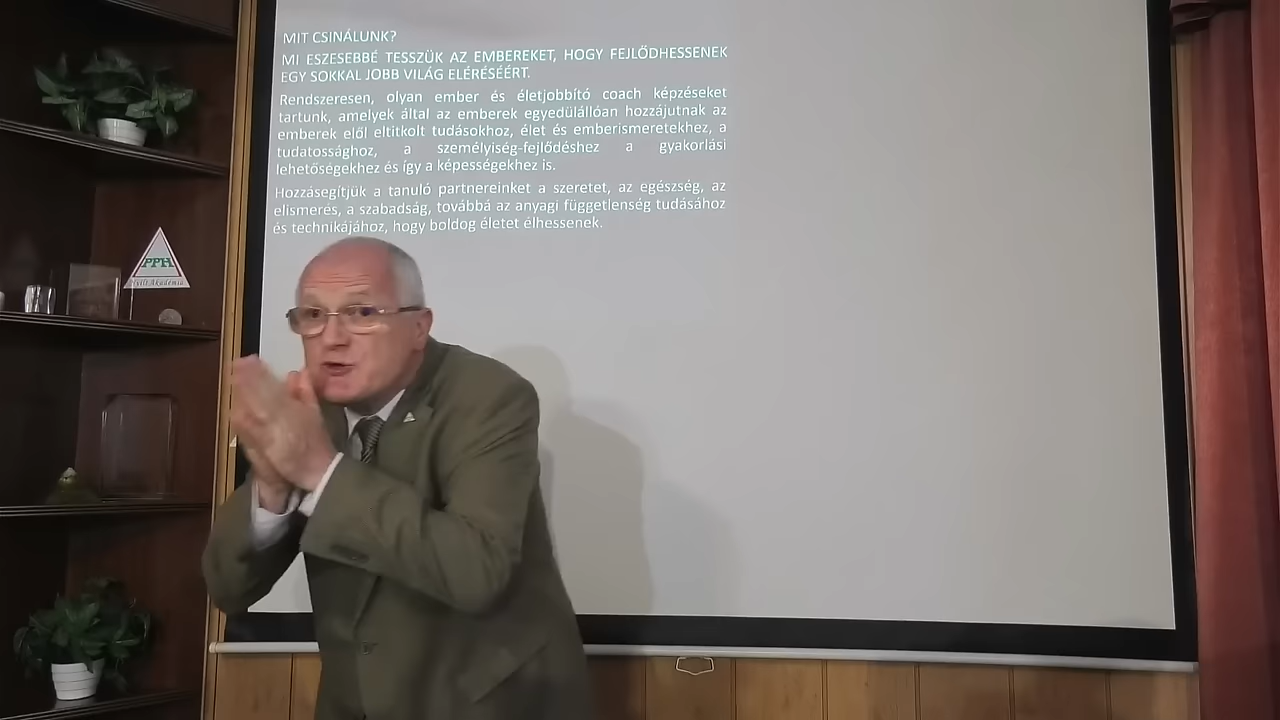 MIT CSINÁLUNK?
MI ESZESEBBÉ TESSZÜK AZ EMBEREKET, HOGY FEJLŐDHESSENEK
EGY SOKKAL JOBB VILÁG ELÉRÉSÉÉRT.
Rendszeresen, olyan ember és életjobbító coach képzéseket
tartunk, amelyek által az emberek egyedülállóan hozzájutnak az
emberek elől eltitkolt tudásokhoz, élet és emberismeretekhez, a
tudatossághoz, a személyiség-fejlődéshez a gyakorlási
lehetőségekhez és így a képességekhez is.
Hozzásegítjük a tanuló partnereinket a szeretet, az egészség, az
elismerés, a szabadság, továbbá az anyagi függetlenség tudásához
és technikájához, hogy boldog életet élhessenek.
PPH
Nyílt Akadémia